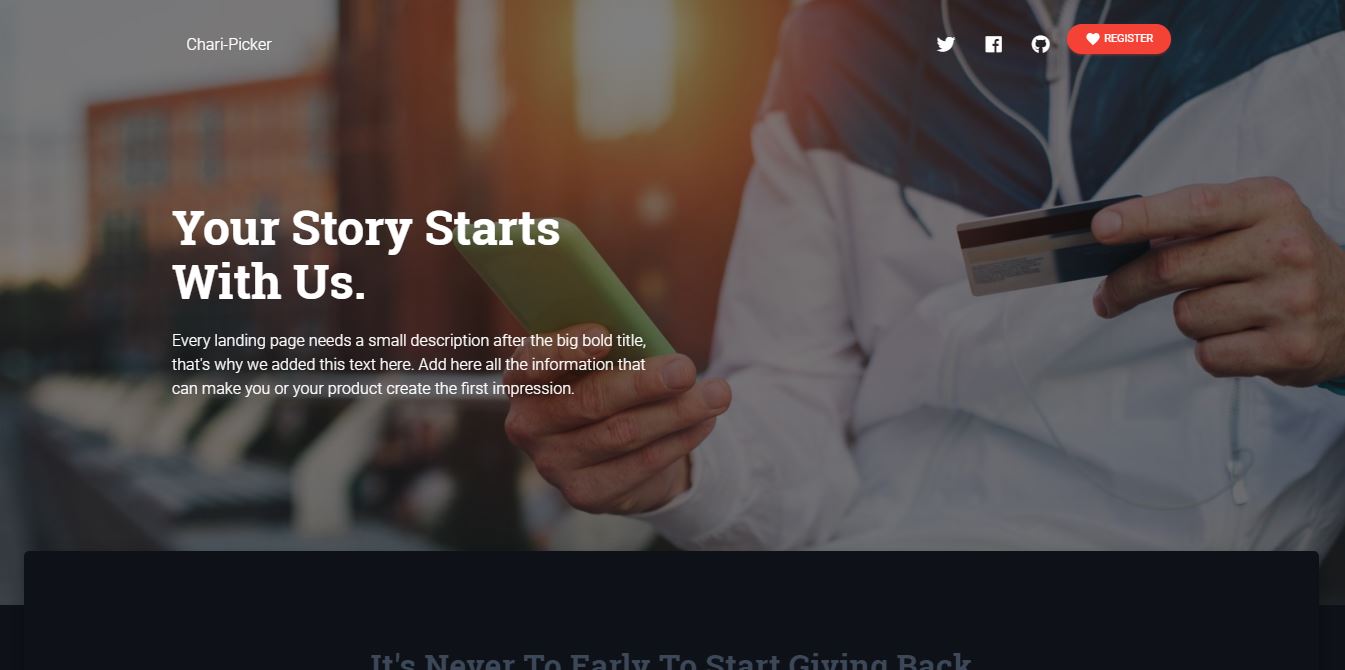 Chari-Picker
REGISTER
Your Story Starts
With Us.
Every landing page needs a small description after the big bold title,
that's why we added this text here. Add here all the information that
can make you or your product create the first impression.
It's Never To Early To Start Giving Back